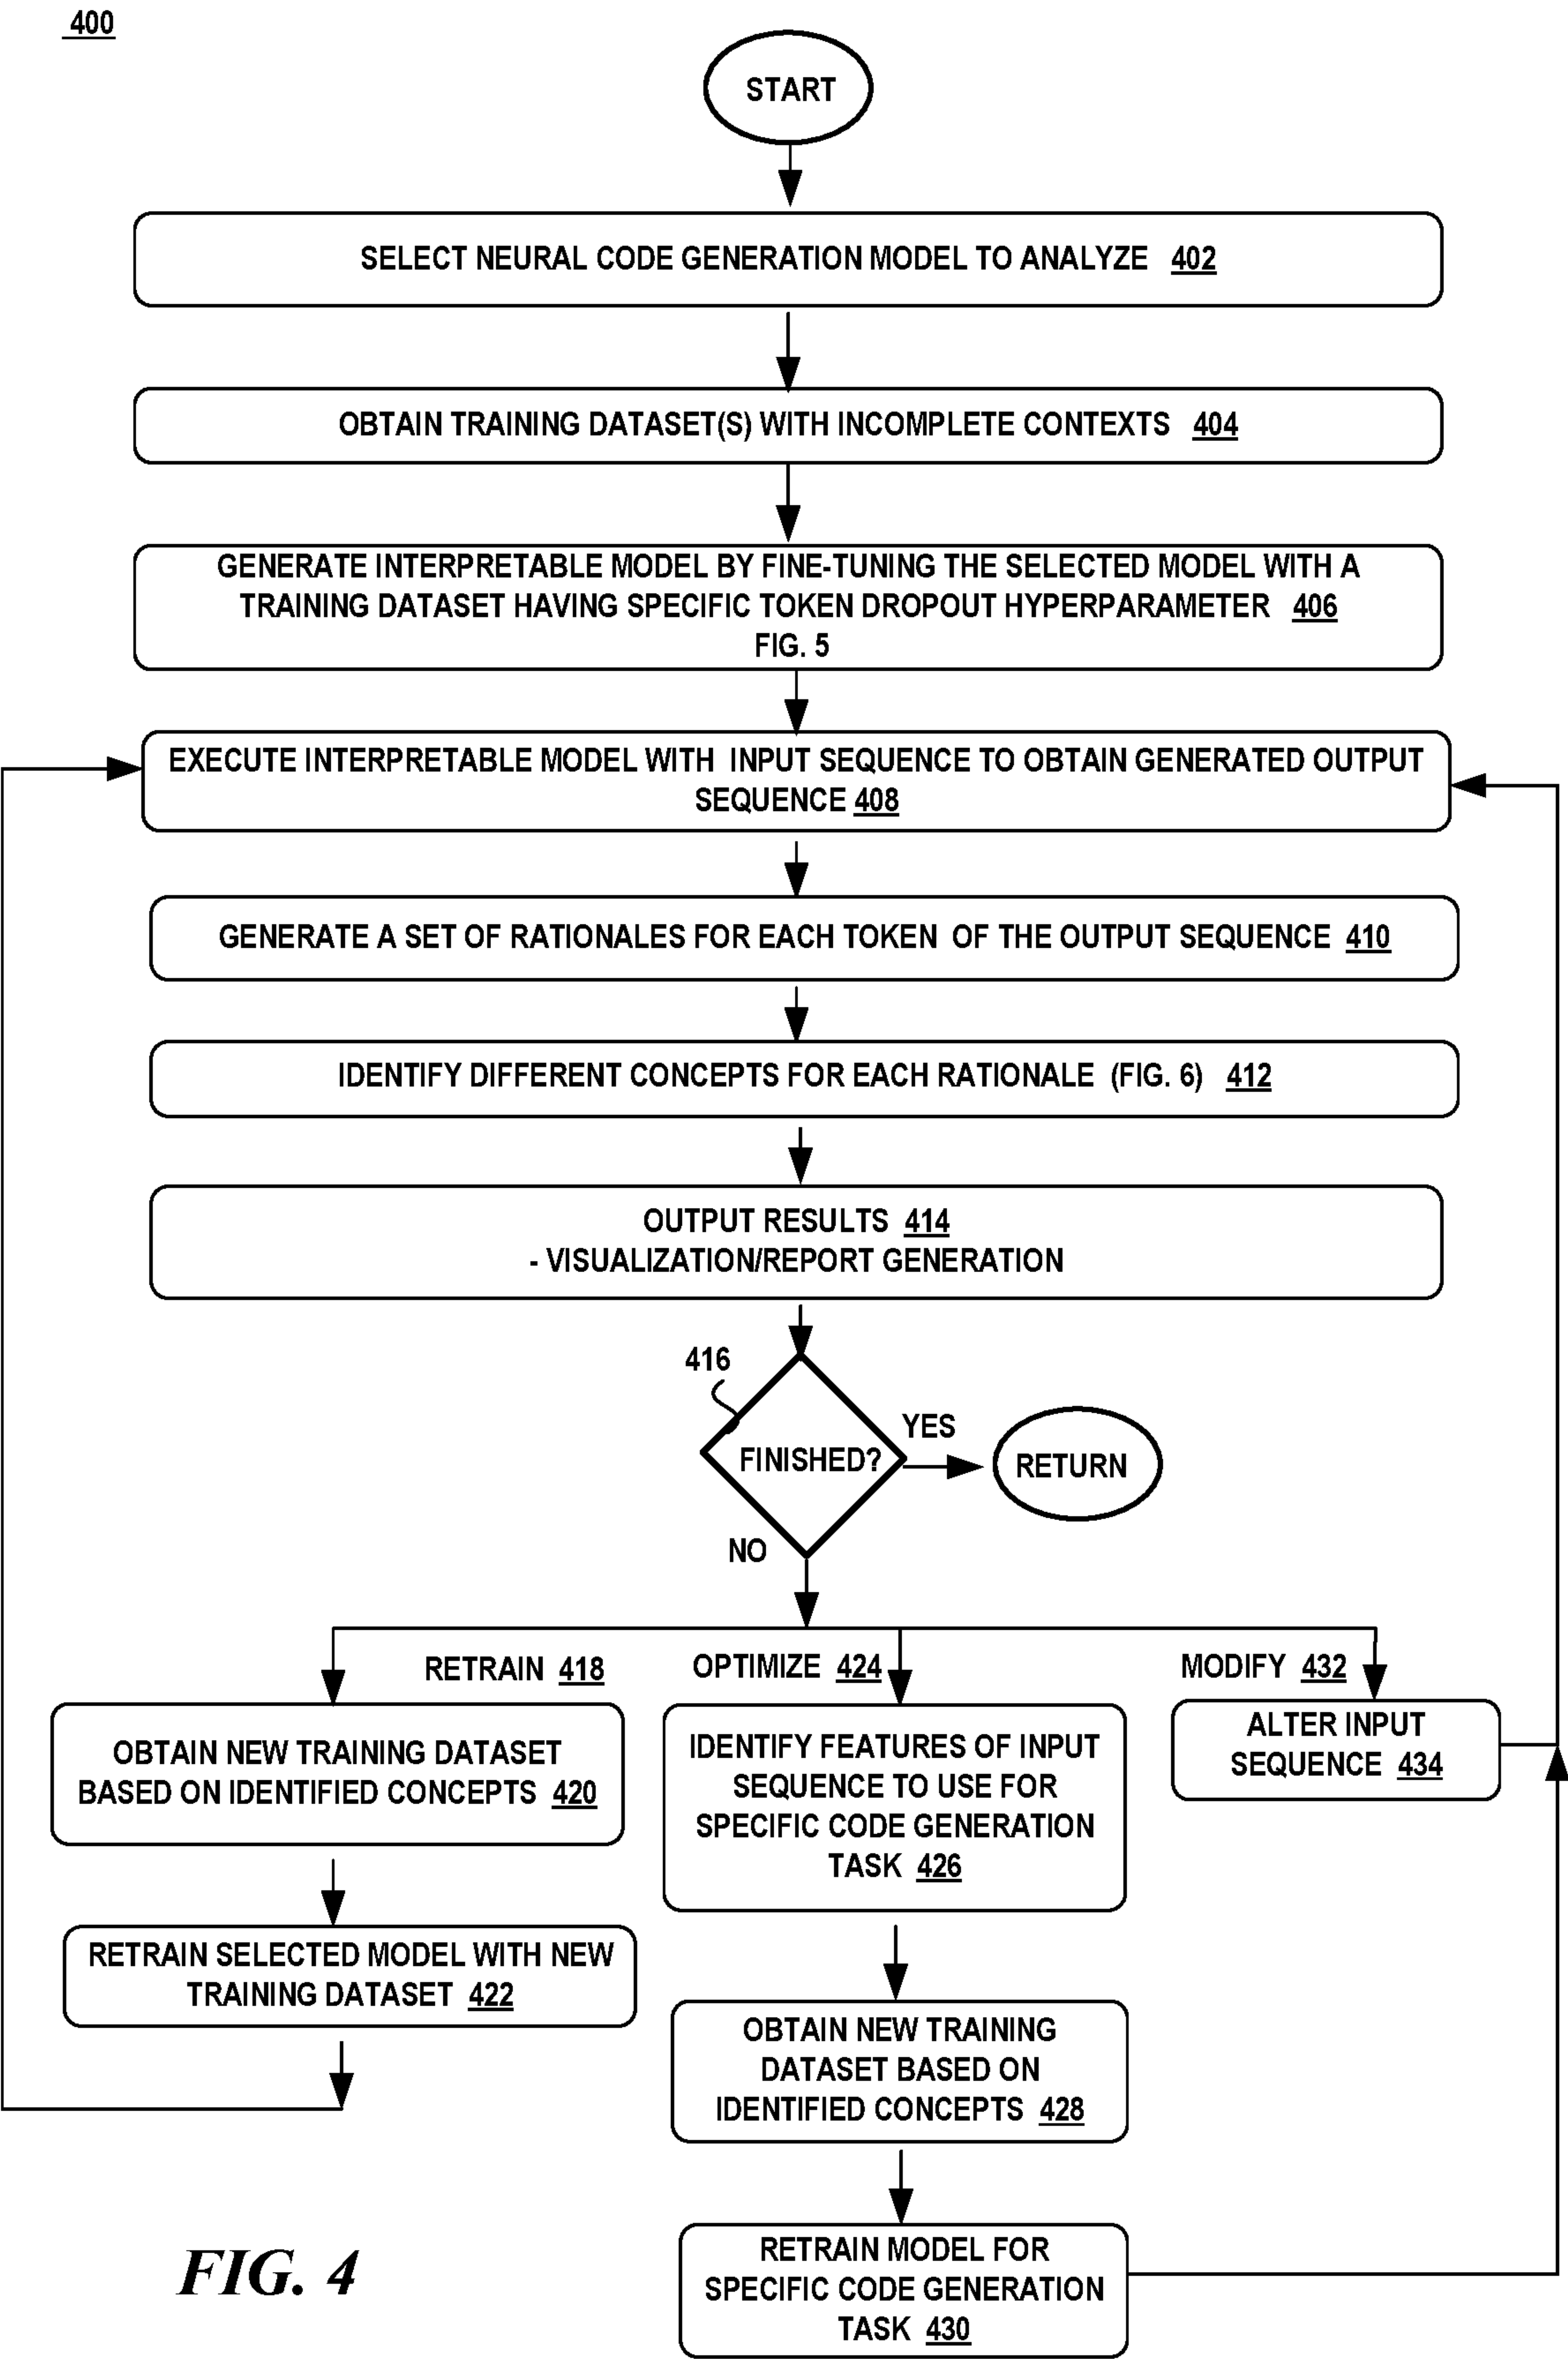 400
START
SELECT NEURAL CODE GENERATION MODEL TO ANALYZE 402
OBTAIN TRAINING DATASET(S) WITH INCOMPLETE CONTEXTS 404
GENERATE INTERPRETABLE MODEL BY FINE-TUNING THE SELECTED MODEL WITH A
TRAINING DATASET HAVING SPECIFIC TOKEN DROPOUT HYPERPARAMETER 406
FIG. 5
EXECUTE INTERPRETABLE MODEL WITH INPUT SEQUENCE TO OBTAIN GENERATED OUTPUT
SEQUENCE 408
GENERATE A SET OF RATIONALES FOR EACH TOKEN OF THE OUTPUT SEQUENCE 410
IDENTIFY DIFFERENT CONCEPTS FOR EACH RATIONALE (FIG. 6) 412
OUTPUT RESULTS 414
- VISUALIZATION/REPORT GENERATION
416
FINISHED?
YES
RETURN
NO
RETRAIN 418
OBTAIN NEW TRAINING DATASET
BASED ON IDENTIFIED CONCEPTS 420
RETRAIN SELECTED MODEL WITH NEW
TRAINING DATASET 422
OPTIMIZE 424
IDENTIFY FEATURES OF INPUT
SEQUENCE TO USE FOR
SPECIFIC CODE GENERATION
TASK 426
OBTAIN NEW TRAINING
DATASET BASED ON
IDENTIFIED CONCEPTS 428
RETRAIN MODEL FOR
SPECIFIC CODE GENERATION
TASK 430
MODIFY 432
ALTER INPUT
SEQUENCE 434
FIG. 4